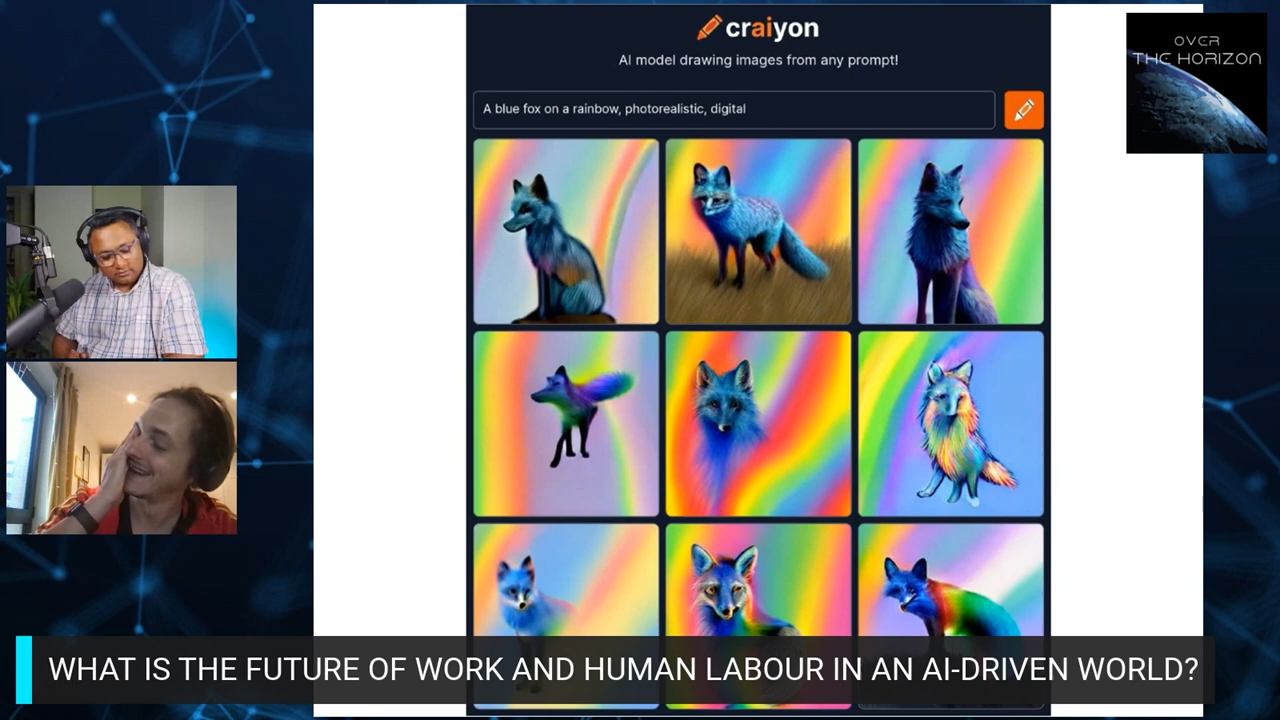 craiyon
AI model drawing images from any prompt!
A blue fox on a rainbow, photorealistic, digital
OVER
THE HORIZON
WHAT IS THE FUTURE OF WORK AND HUMAN LABOUR IN AN AI-DRIVEN WORLD?